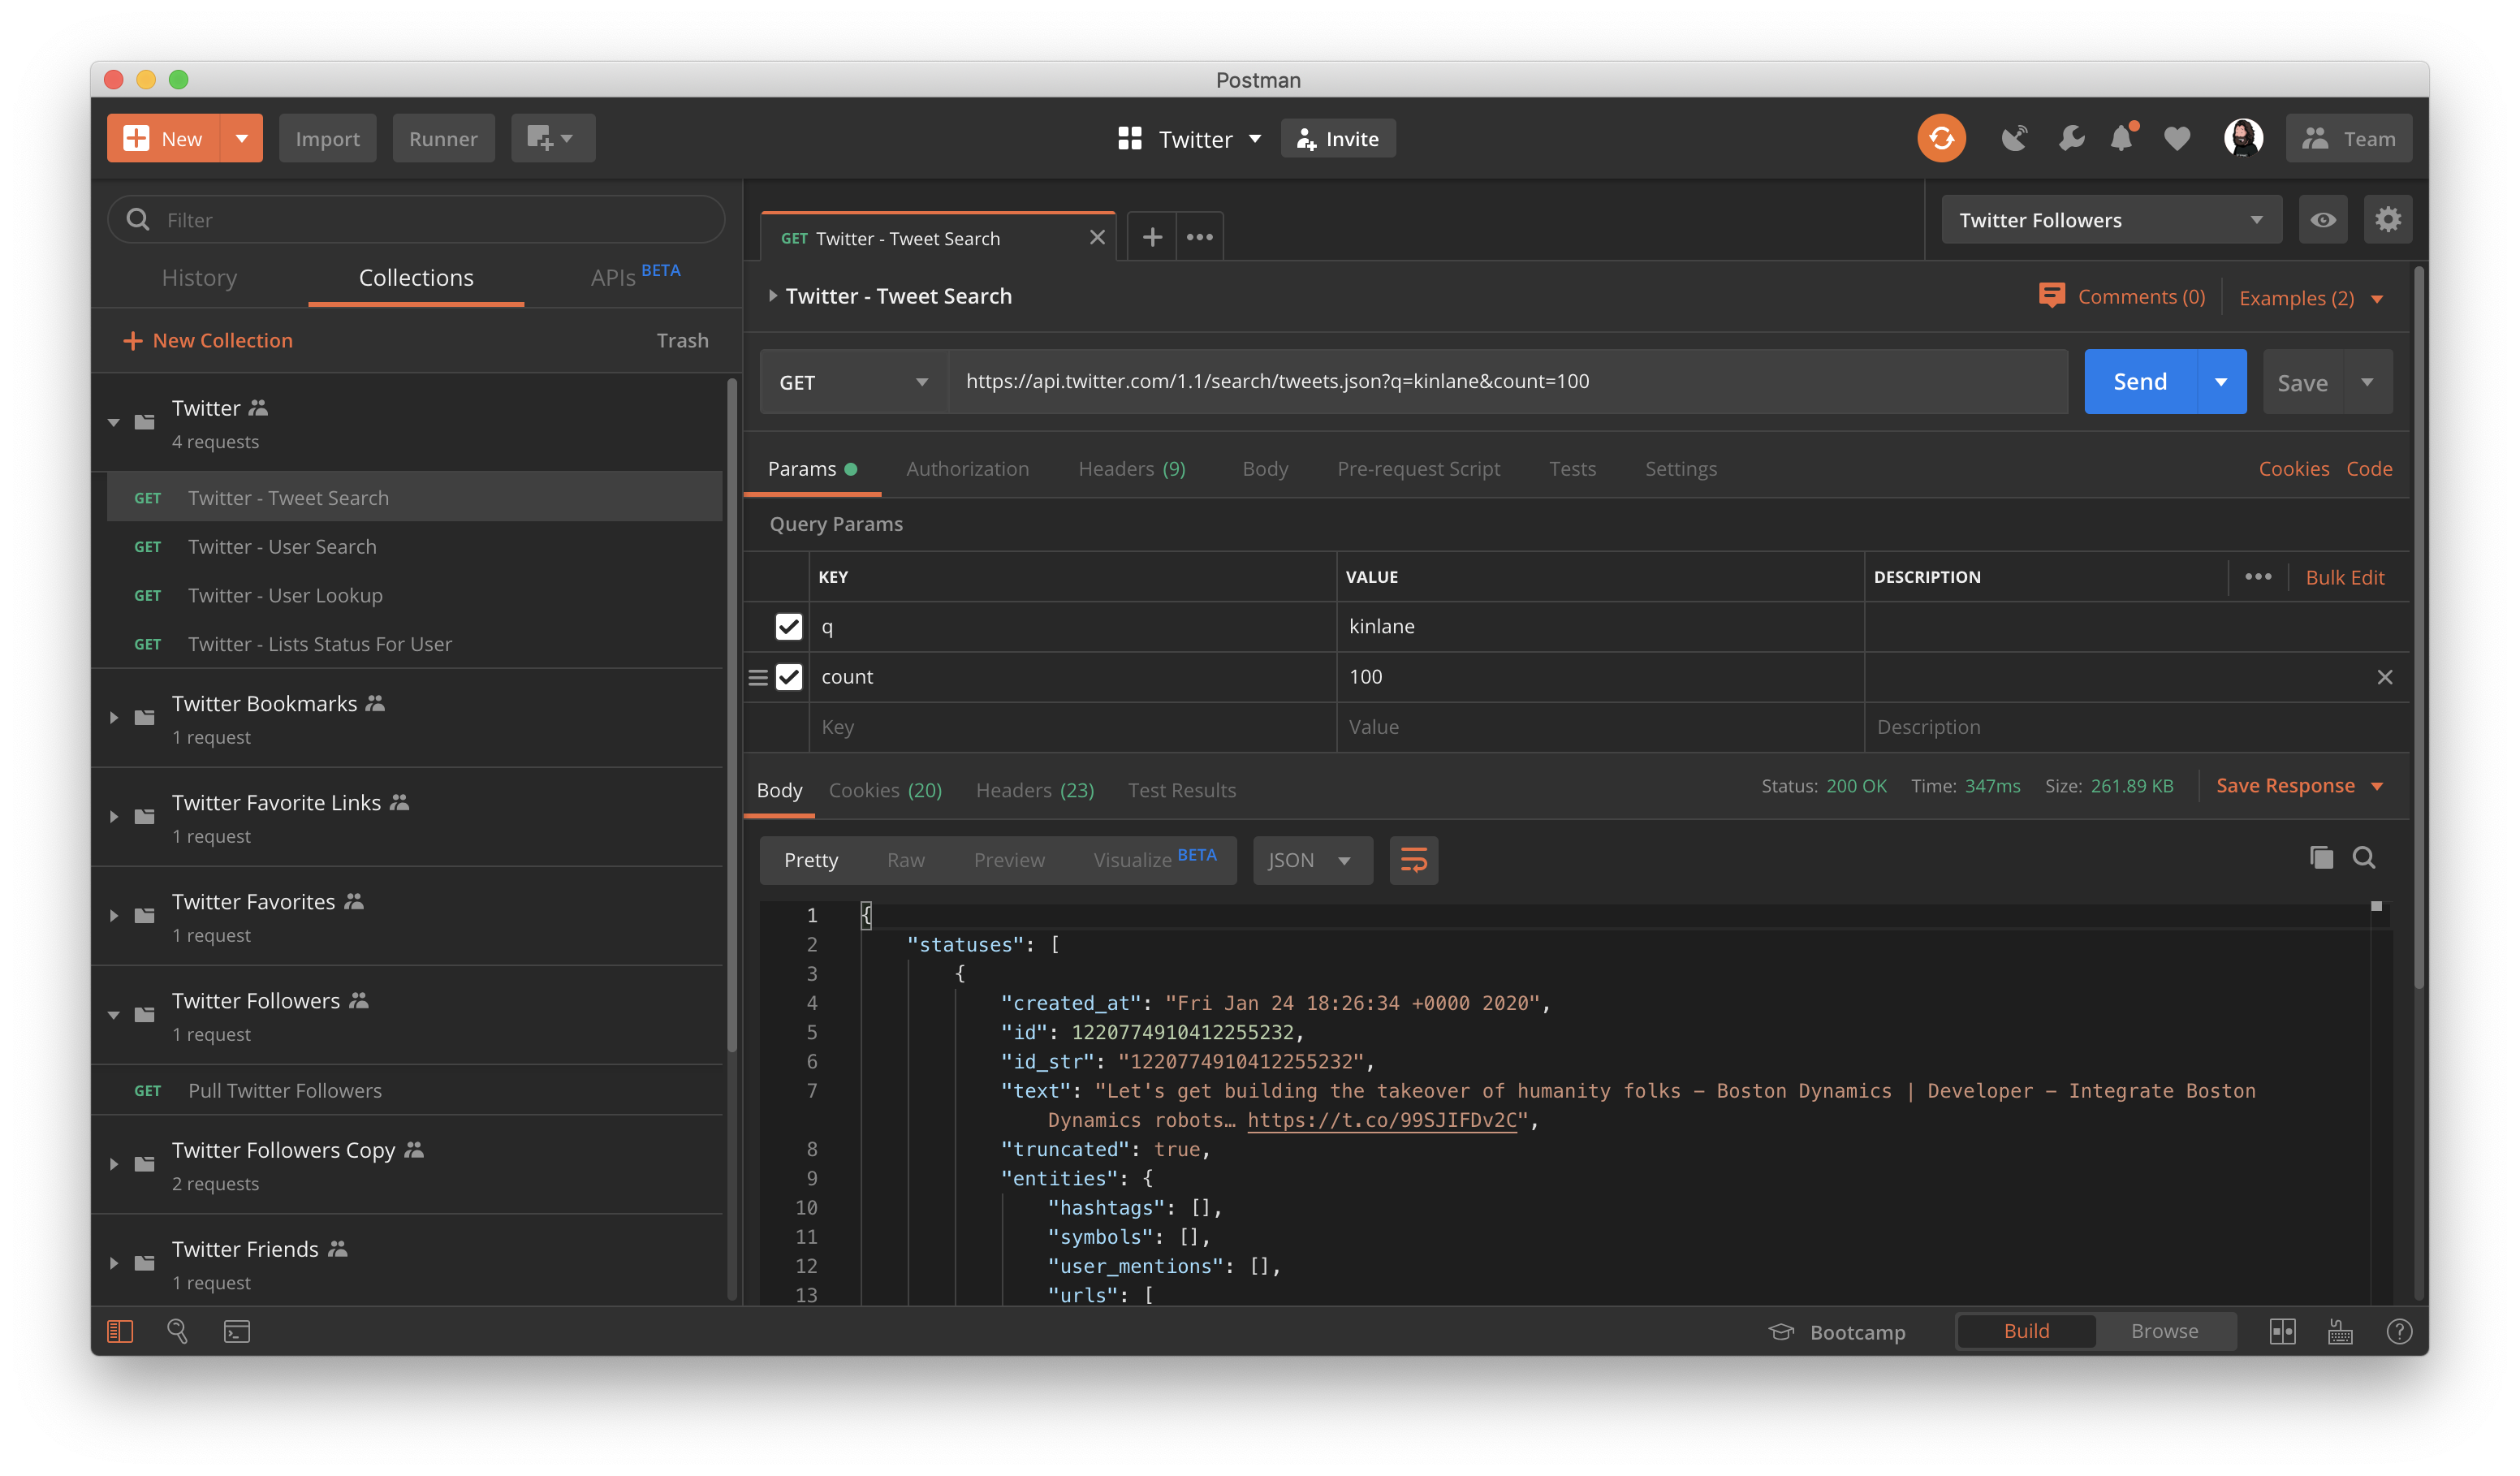 Postman
New
Import
Runner
Twitter
Invite
Team
Filter
History
Collections
APIs BETA
New Collection
Trash
Twitter
4 requests
GET Twitter - Tweet Search
GET Twitter - User Search
GET Twitter - User Lookup
GET Twitter - Lists Status For User
Twitter Bookmarks
1 request
Twitter Favorite Links
1 request
Twitter Favorites
1 request
Twitter Followers
1 request
GET Pull Twitter Followers
Twitter Followers Copy
2 requests
Twitter Friends
1 request
GET Twitter - Tweet Search
Twitter Followers
Twitter - Tweet Search
Comments (0)
Examples (2)
GET
https://api.twitter.com/1.1/search/tweets.json?q=kinlane&count=100
Send
Save
Params
Authorization
Headers (9)
Body
Pre-request Script
Tests
Settings
Cookies
Code
Query Params
KEY VALUE DESCRIPTION Bulk Edit
q kinlane
count 100
Key Value Description
Body
Cookies (20)
Headers (23)
Test Results
Status: 200 OK
Time: 347ms
Size: 261.89 KB
Save Response
Pretty
Raw
Preview
Visualize BETA
JSON
1 {
2 "statuses": [
3 {
4 "created_at": "Fri Jan 24 18:26:34 +0000 2020",
5 "id": 1220774910412255232,
6 "id_str": "1220774910412255232",
7 "text": "Let's get building the takeover of humanity folks – Boston Dynamics | Developer – Integrate Boston
Dynamics robots… https://t.co/99SJIFDv2C",
8 "truncated": true,
9 "entities": {
10 "hashtags": [],
11 "symbols": [],
12 "user_mentions": [],
13 "urls": [
Bootcamp
Build
Browse